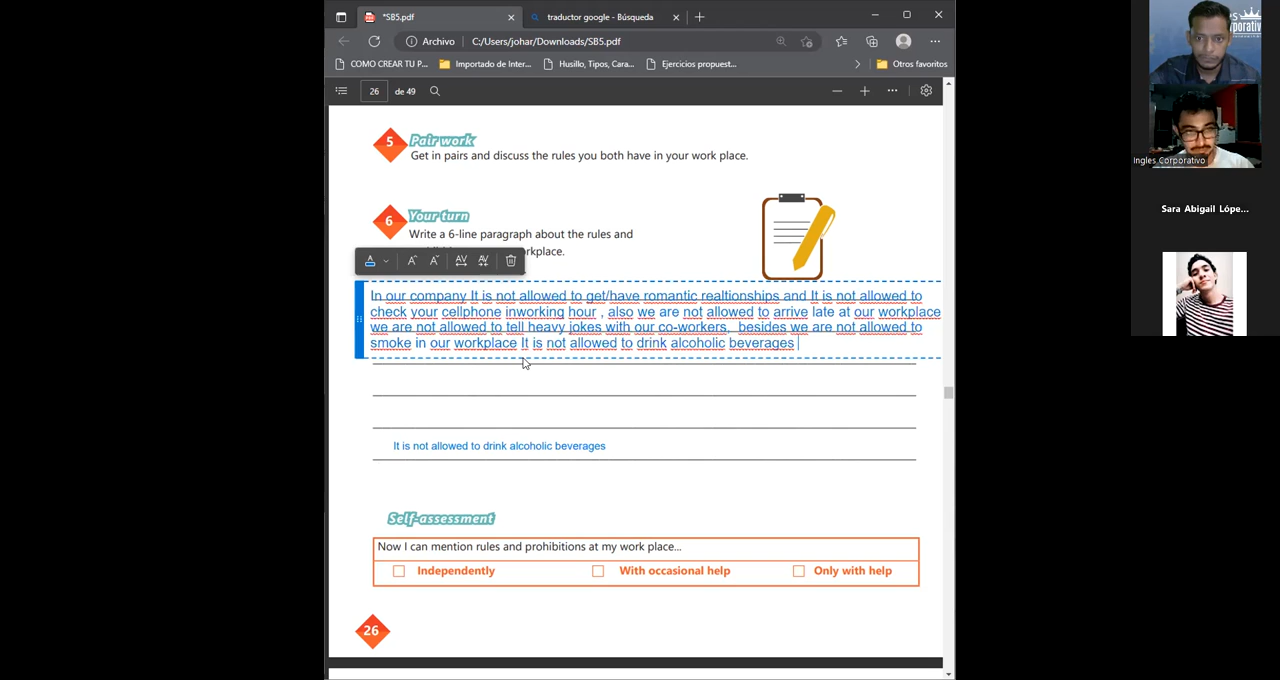 *SB5.pdf
traductor google - Búsqueda
Archivo
C:/Users/johar/Downloads/SB5.pdf
COMO CREAR TU P...
Importado de Inter...
Husillo, Tipos, Cara...
Ejercicios propuest...
Otros favoritos
26 de 49
5 Pair work
Get in pairs and discuss the rules you both have in your work place.
6 Your turn
Write a 6-line paragraph about the rules and
workplace.
In our company It is not allowed to get/have romantic realtionships and It is not allowed to
check your cellphone inworking hour , also we are not allowed to arrive late at our workplace
we are not allowed to tell heavy jokes with our co-workers, besides we are not allowed to
smoke in our workplace It is not allowed to drink alcoholic beverages
It is not allowed to drink alcoholic beverages
Self-assessment
Now I can mention rules and prohibitions at my work place...
Independently
With occasional help
Only with help
26
Ingles Corporativo
Sara Abigail Lópe...